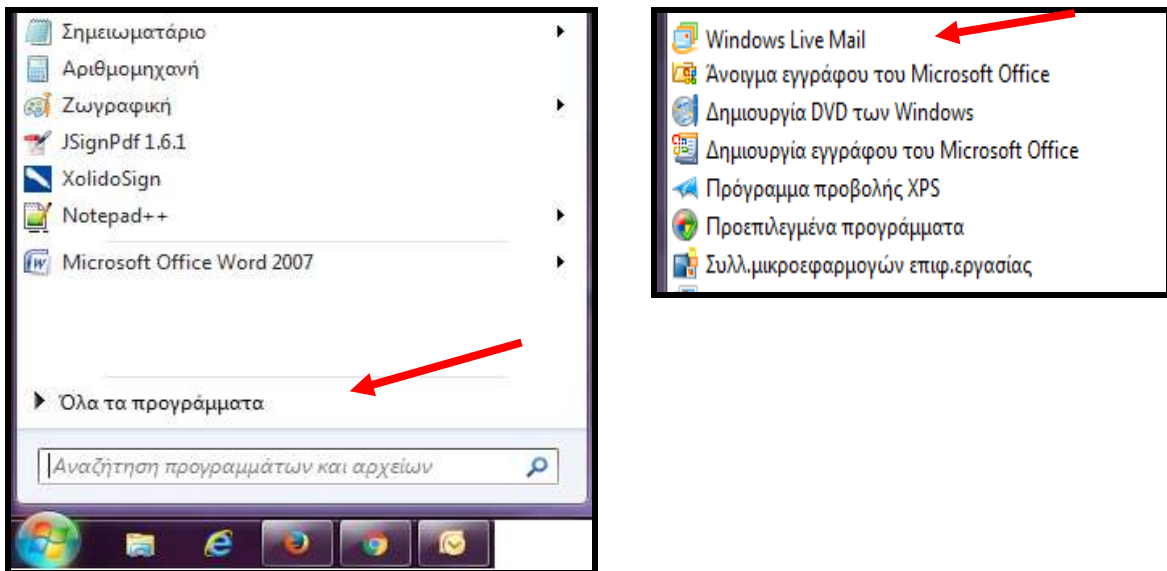 Σημειωματάριο
Αριθμομηχανή
Ζωγραφική
JSignPdf 1.6.1
XolidoSign
Notepad++
Microsoft Office Word 2007
Όλα τα προγράμματα
Αναζήτηση προγραμμάτων και αρχείων
Windows Live Mail
Άνοιγμα εγγράφου του Microsoft Office
Δημιουργία DVD των Windows
Δημιουργία εγγράφου του Microsoft Office
Πρόγραμμα προβολής XPS
Προεπιλεγμένα προγράμματα
Συλλ.μικροεφαρμογών επιφ.εργασίας